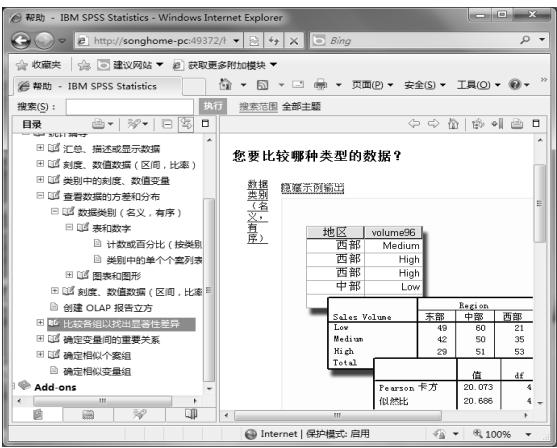 帮助 - IBM SPSS Statistics - Windows Internet Explorer
http://songhome-pc:49372/l
Bing
收藏夹
建议网站
获取更多附加模块
帮助 - IBM SPSS Statistics
页面(P)
安全(S)
工具(O)
搜索(S)：
执行
搜索范围 全部主题
目录
汇总、描述或显示数据
刻度、数值数据（区间，比率）
类别中的刻度、数值变量
查看数据的方差和分布
数据类别（名义，有序）
表和数字
计数或百分比（按类别
类别中的单个个案列表
图表和图形
刻度、数值数据（区间，比率
创建 OLAP 报告立方
比较各组以找出显著性差异
确定变量间的重要关系
确定相似个案组
确定相似变量组
Add-ons
您要比较哪种类型的数据？
数据
类别
（名
义，
有
序）
隐藏示例输出
地区 volume96
西部 Medium
西部 High
西部 High
中部 Low
Region
Sales Volume 东部 中部 西部
Low 49 60 21
Medium 42 50 35
High 29 51 53
Total
值 df
Pearson 卡方 20.073 4
似然比 20.686 4
Internet | 保护模式: 启用
100%